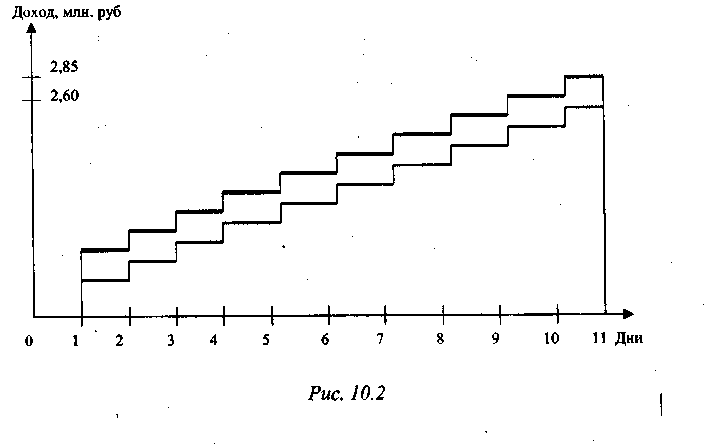 Доход, млн. руб
2,85
2,60
0 1 2 3 4 5 6 7 8 9 10 11 Дни
Рис. 10.2